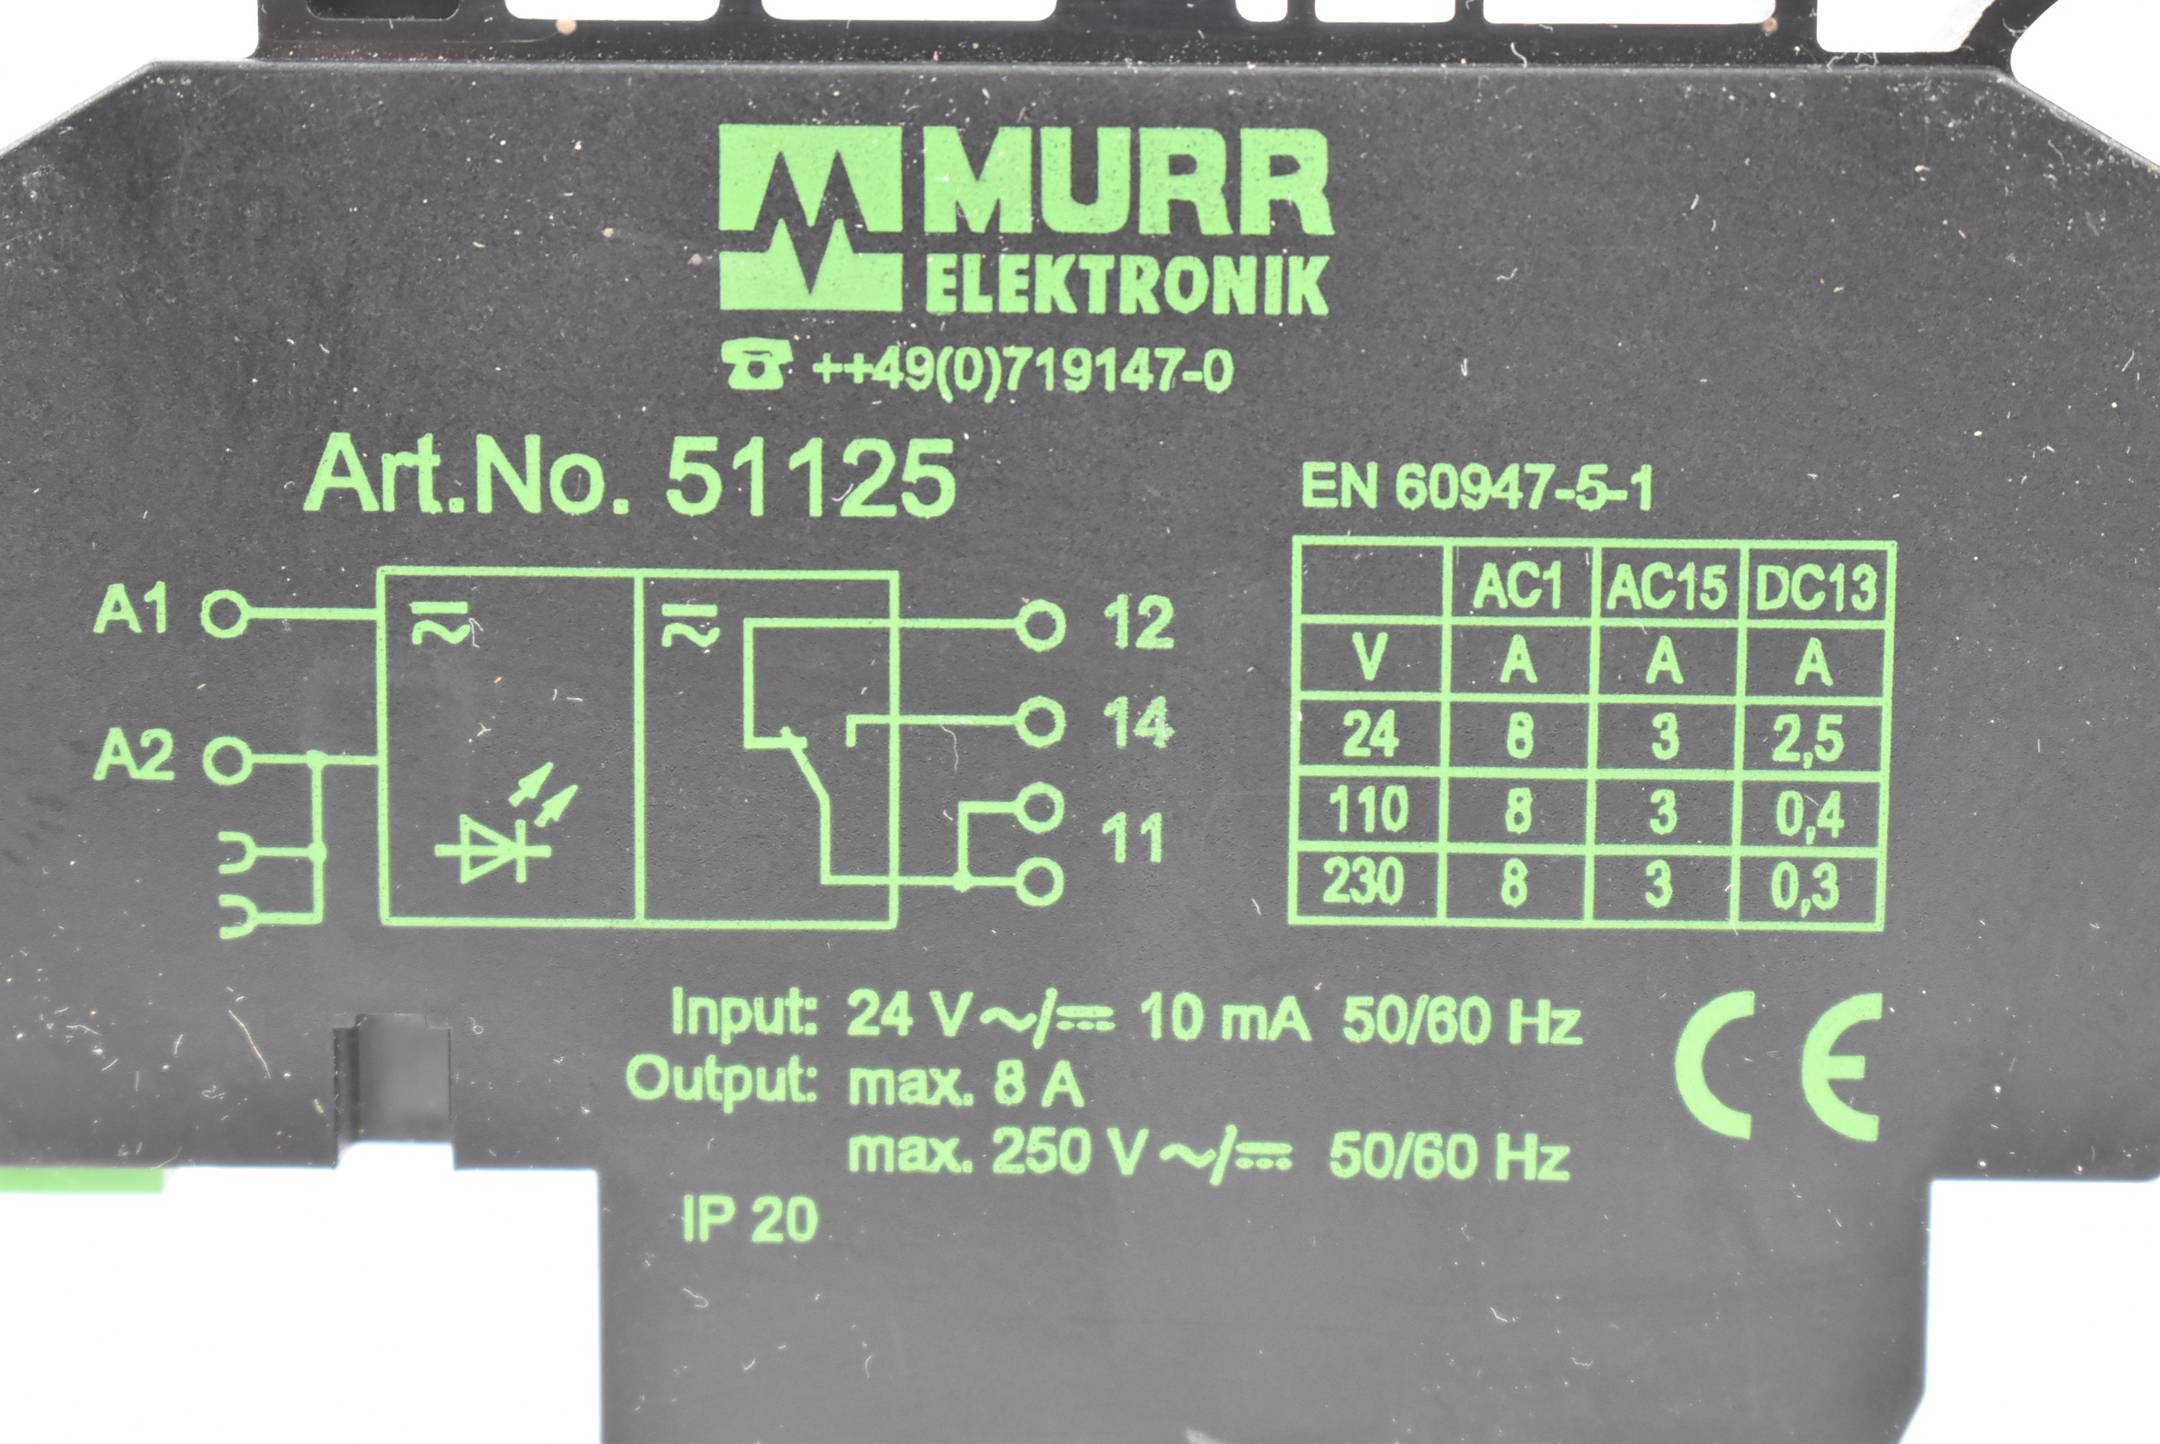 MURR
ELEKTRONIK
☎ ++49(0)719147-0
Art.No. 51125
A1
A2
12
14
11
EN 60947-5-1
AC1 AC15 DC13
V A A A
24 8 3 2,5
110 8 3 0,4
230 8 3 0,3
Input: 24 V ~/⎓ 10 mA 50/60 Hz
Output: max. 8 A
max. 250 V ~/⎓ 50/60 Hz
IP 20
CE